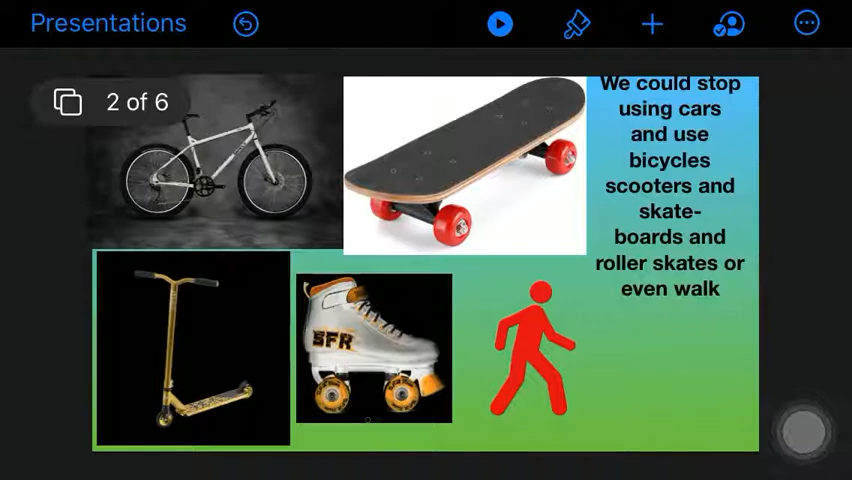 Presentations
2 of 6
We could stop
using cars
and use
bicycles
scooters and
skate-
boards and
roller skates or
even walk
SFR